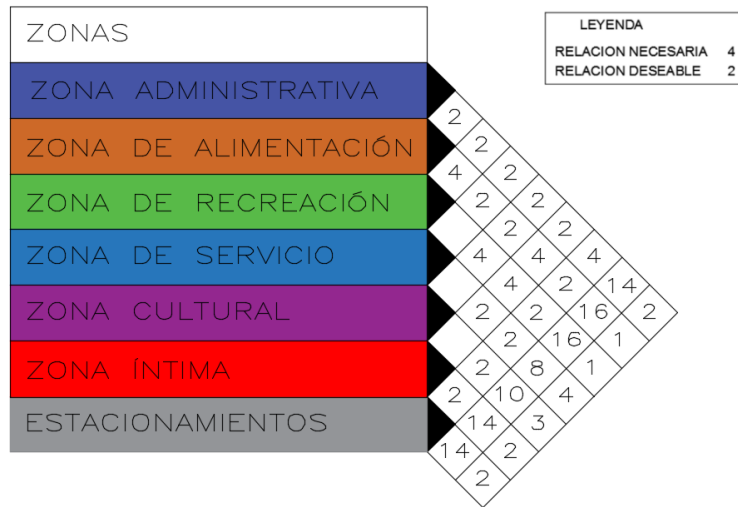 ZONAS
LEYENDA
RELACION NECESARIA 4
RELACION DESEABLE 2
ZONA ADMINISTRATIVA
2
ZONA DE ALIMENTACIÓN 2
4 2
ZONA DE RECREACIÓN 2 2
2 2
ZONA DE SERVICIO 4 4 4
4 2 14
ZONA CULTURAL 2 2 16 2
2 16 1
ZONA ÍNTIMA 2 8 1
2 10 4
ESTACIONAMIENTOS 14 3
14 2
2